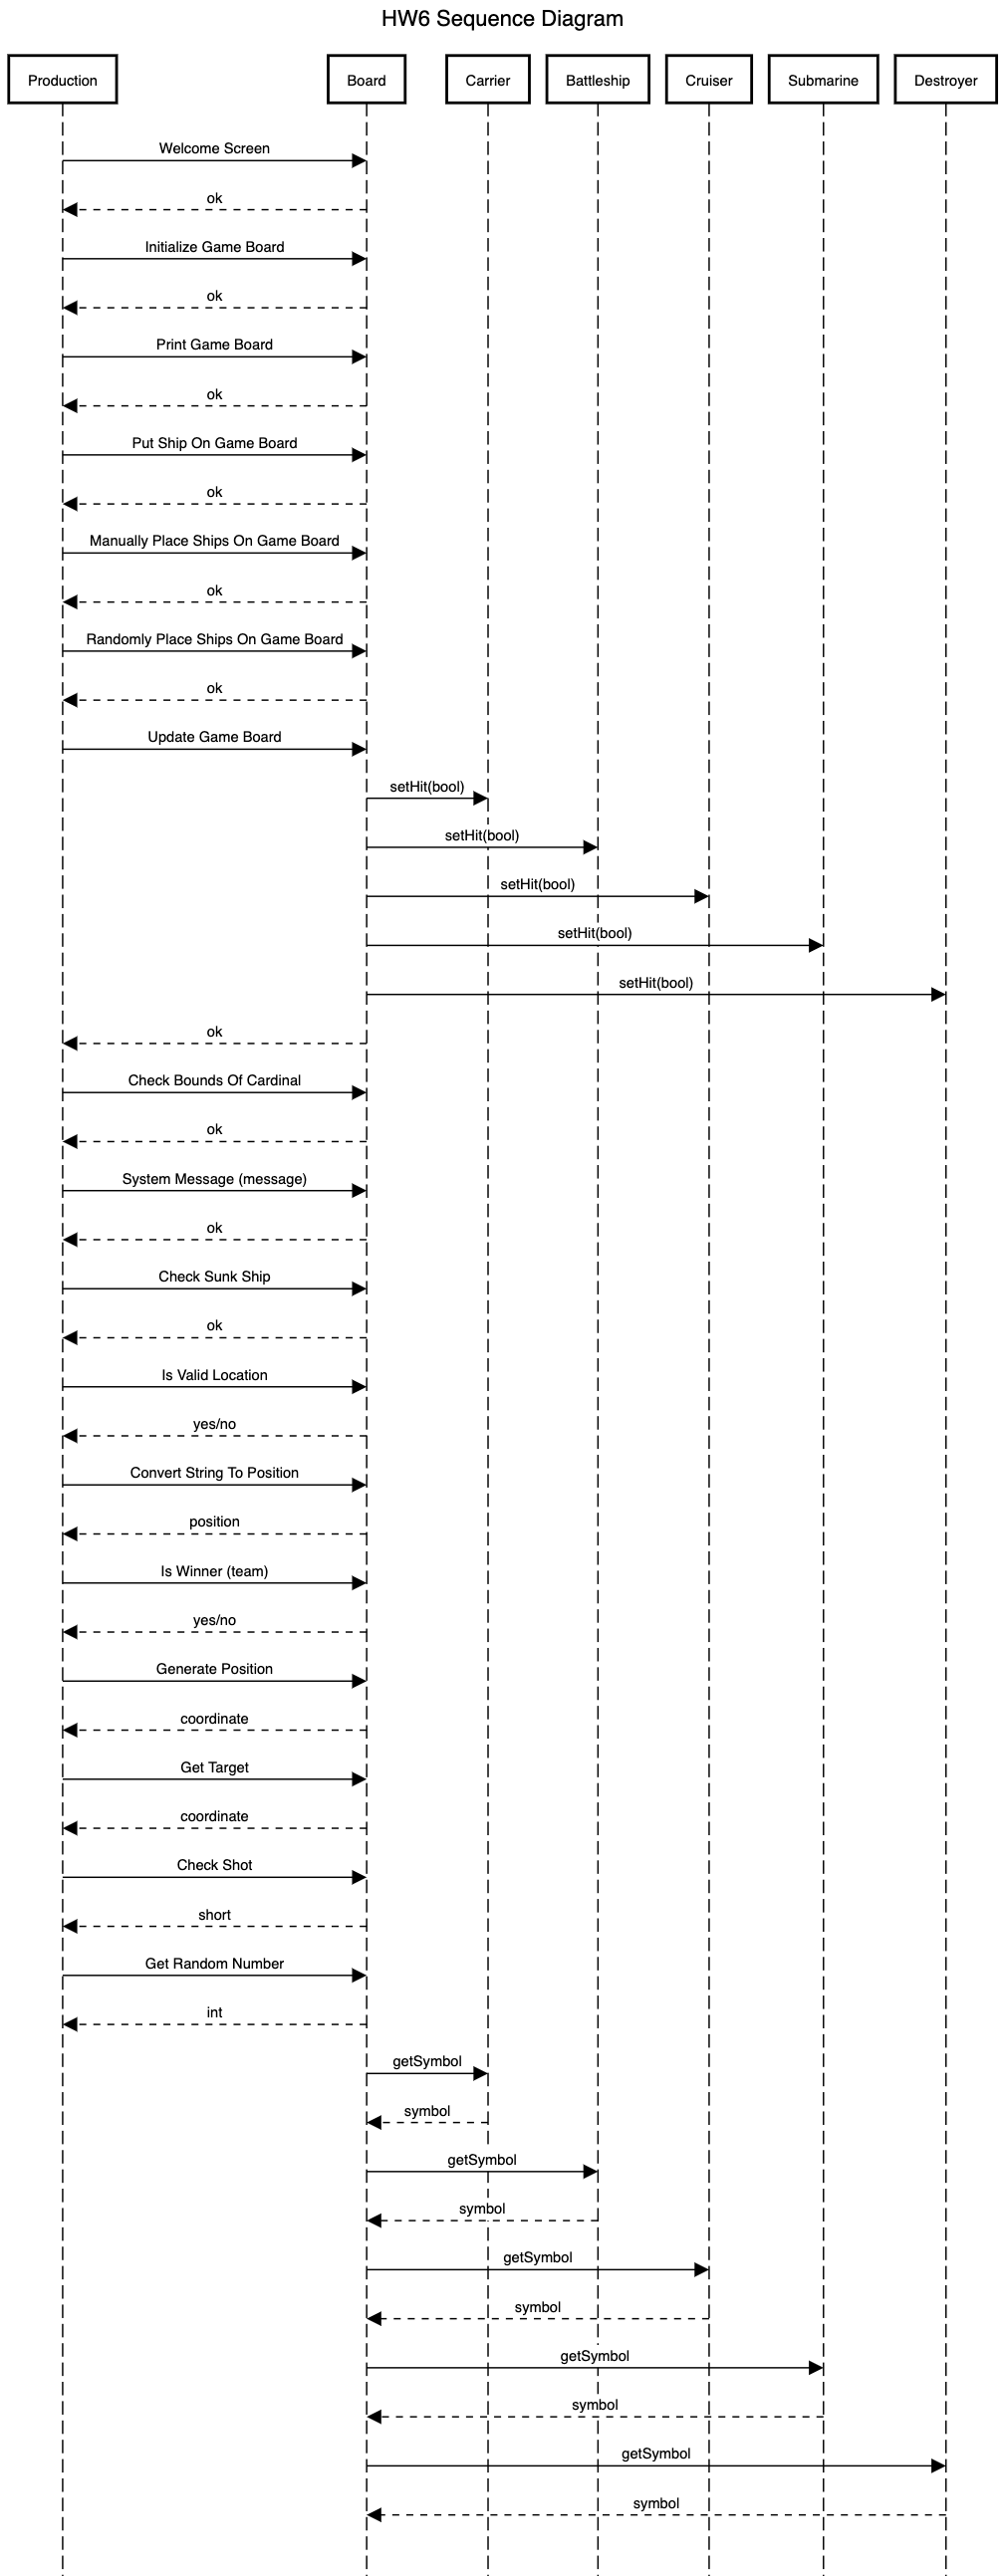 HW6 Sequence Diagram
Production
Board
Carrier
Battleship
Cruiser
Submarine
Destroyer
Welcome Screen
ok
Initialize Game Board
ok
Print Game Board
ok
Put Ship On Game Board
ok
Manually Place Ships On Game Board
ok
Randomly Place Ships On Game Board
ok
Update Game Board
setHit(bool)
setHit(bool)
setHit(bool)
setHit(bool)
setHit(bool)
ok
Check Bounds Of Cardinal
ok
System Message (message)
ok
Check Sunk Ship
ok
Is Valid Location
yes/no
Convert String To Position
position
Is Winner (team)
yes/no
Generate Position
coordinate
Get Target
coordinate
Check Shot
short
Get Random Number
int
getSymbol
symbol
getSymbol
symbol
getSymbol
symbol
getSymbol
symbol
getSymbol
symbol